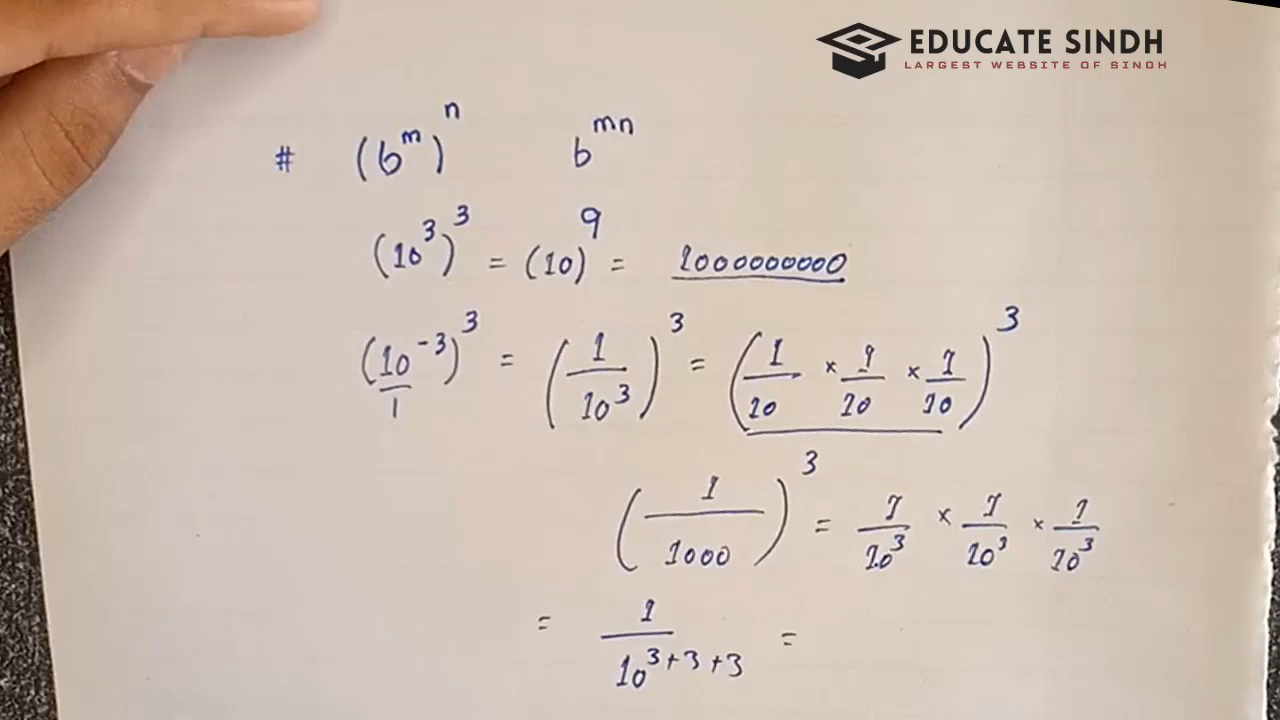 EDUCATE SINDH
LARGEST WEBSITE OF SINDH
# (b^m)^n b^mn
(10^3)^3 = (10)^9 = 1000000000
(10^-3/1)^3 = (1/10^3)^3 = (1/10 × 1/10 × 1/10)^3
(1/1000)^3 = 1/10^3 × 1/10^3 × 1/10^3
= 1/10^3+3+3 =